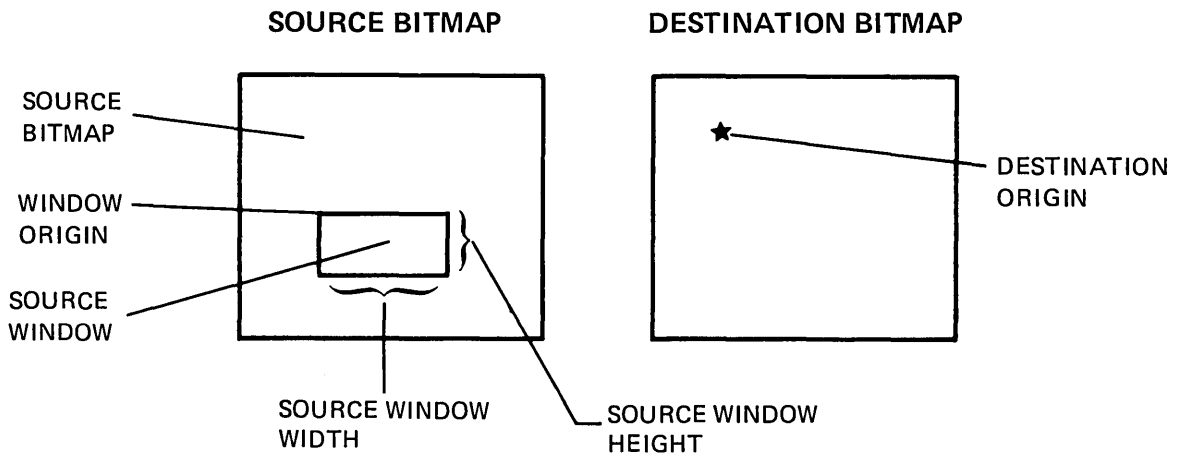 SOURCE BITMAP
DESTINATION BITMAP
SOURCE
BITMAP
WINDOW
ORIGIN
SOURCE
WINDOW
SOURCE WINDOW
WIDTH
SOURCE WINDOW
HEIGHT
DESTINATION
ORIGIN